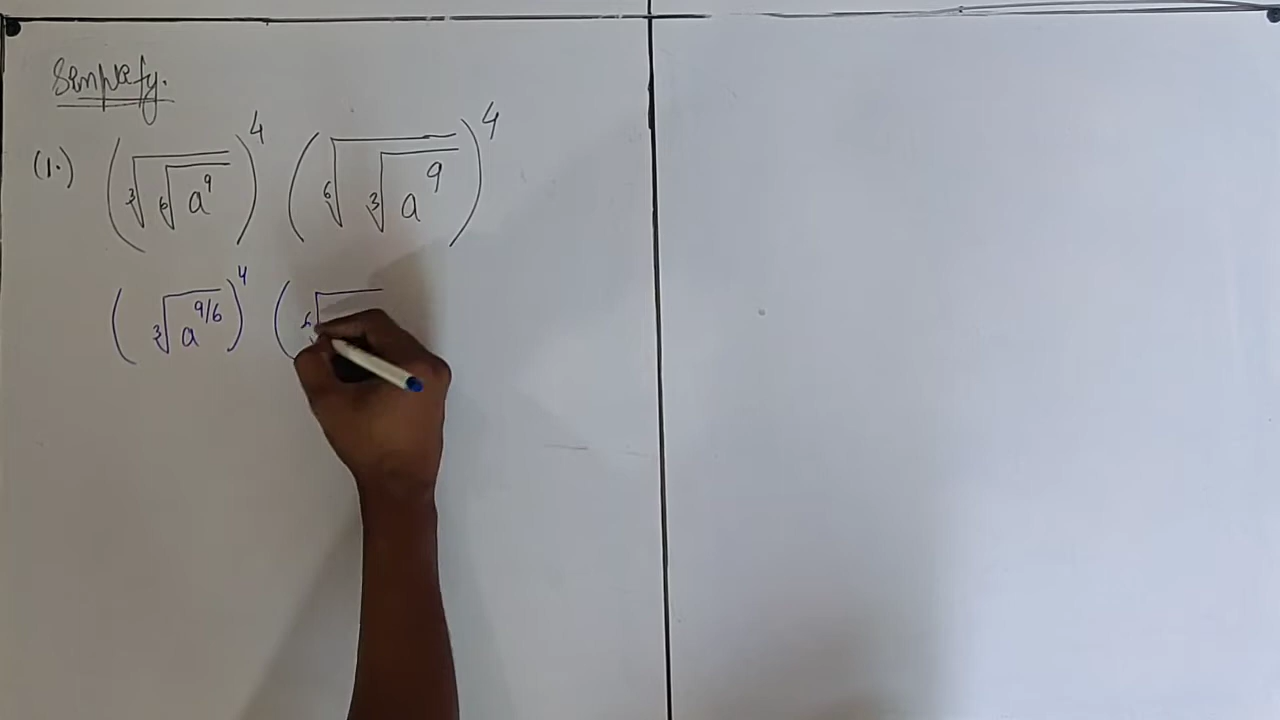 Simplify.
(1.) (∛(⁶√(a⁹)))⁴ (⁶√(∛(a⁹)))⁴
(∛(a^(9/6)))⁴ (⁶√